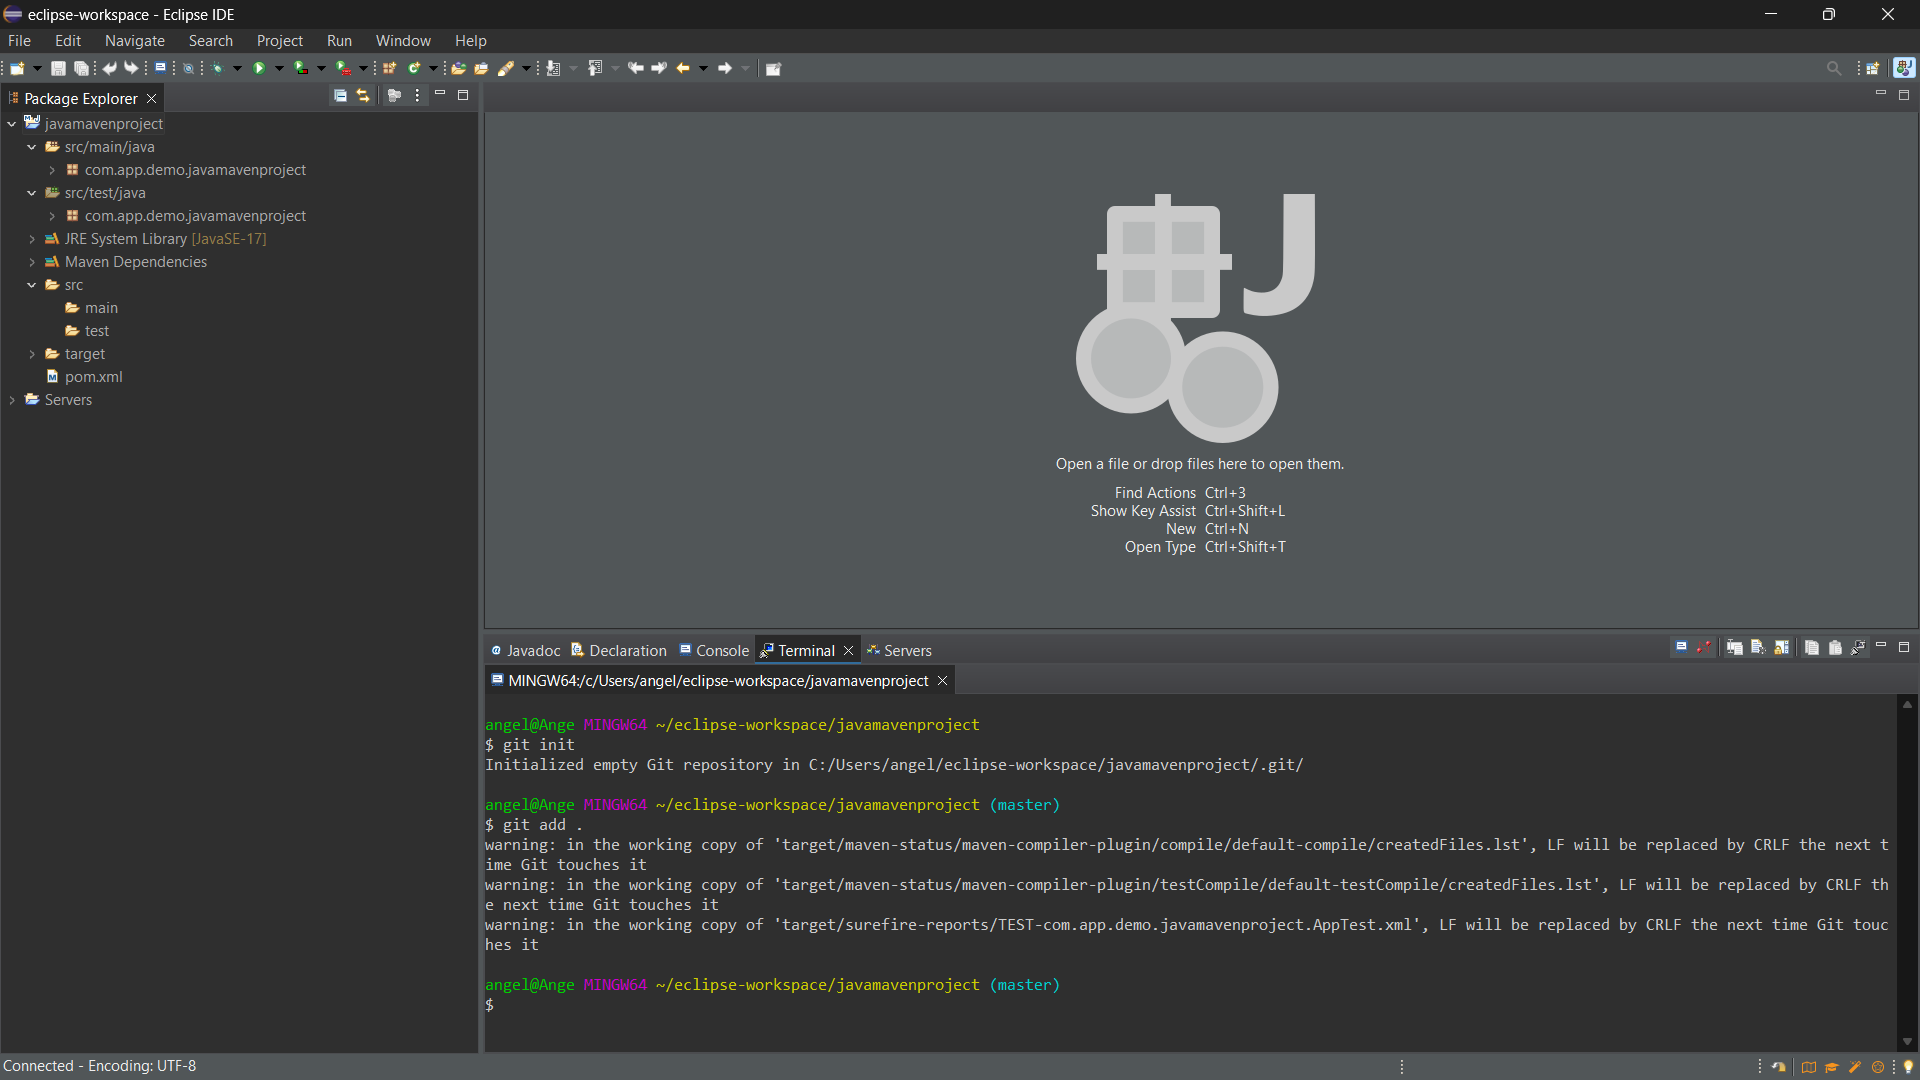 eclipse-workspace - Eclipse IDE
File Edit Navigate Search Project Run Window Help
Package Explorer
javamavenproject
src/main/java
com.app.demo.javamavenproject
src/test/java
com.app.demo.javamavenproject
JRE System Library [JavaSE-17]
Maven Dependencies
src
main
test
target
pom.xml
Servers
J
Open a file or drop files here to open them.
Find Actions Ctrl+3
Show Key Assist Ctrl+Shift+L
New Ctrl+N
Open Type Ctrl+Shift+T
Javadoc Declaration Console Terminal Servers
MINGW64:/c/Users/angel/eclipse-workspace/javamavenproject
angel@Ange MINGW64 ~/eclipse-workspace/javamavenproject
$ git init
Initialized empty Git repository in C:/Users/angel/eclipse-workspace/javamavenproject/.git/
angel@Ange MINGW64 ~/eclipse-workspace/javamavenproject (master)
$ git add .
warning: in the working copy of 'target/maven-status/maven-compiler-plugin/compile/default-compile/createdFiles.lst', LF will be replaced by CRLF the next t
ime Git touches it
warning: in the working copy of 'target/maven-status/maven-compiler-plugin/testCompile/default-testCompile/createdFiles.lst', LF will be replaced by CRLF th
e next time Git touches it
warning: in the working copy of 'target/surefire-reports/TEST-com.app.demo.javamavenproject.AppTest.xml', LF will be replaced by CRLF the next time Git touc
hes it
angel@Ange MINGW64 ~/eclipse-workspace/javamavenproject (master)
$
Connected - Encoding: UTF-8